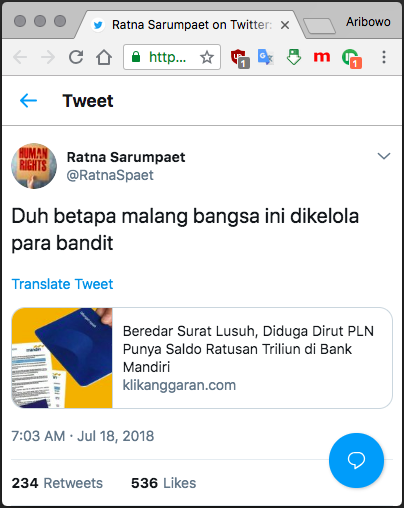 Ratna Sarumpaet on Twitter:
Aribowo
http...
1
m
1
Tweet
HUMAN
RIGHTS
Ratna Sarumpaet
@RatnaSpaet
Duh betapa malang bangsa ini dikelola
para bandit
Translate Tweet
Beredar Surat Lusuh, Diduga Dirut PLN
Punya Saldo Ratusan Triliun di Bank
Mandiri
klikanggaran.com
7:03 AM · Jul 18, 2018
234 Retweets 536 Likes